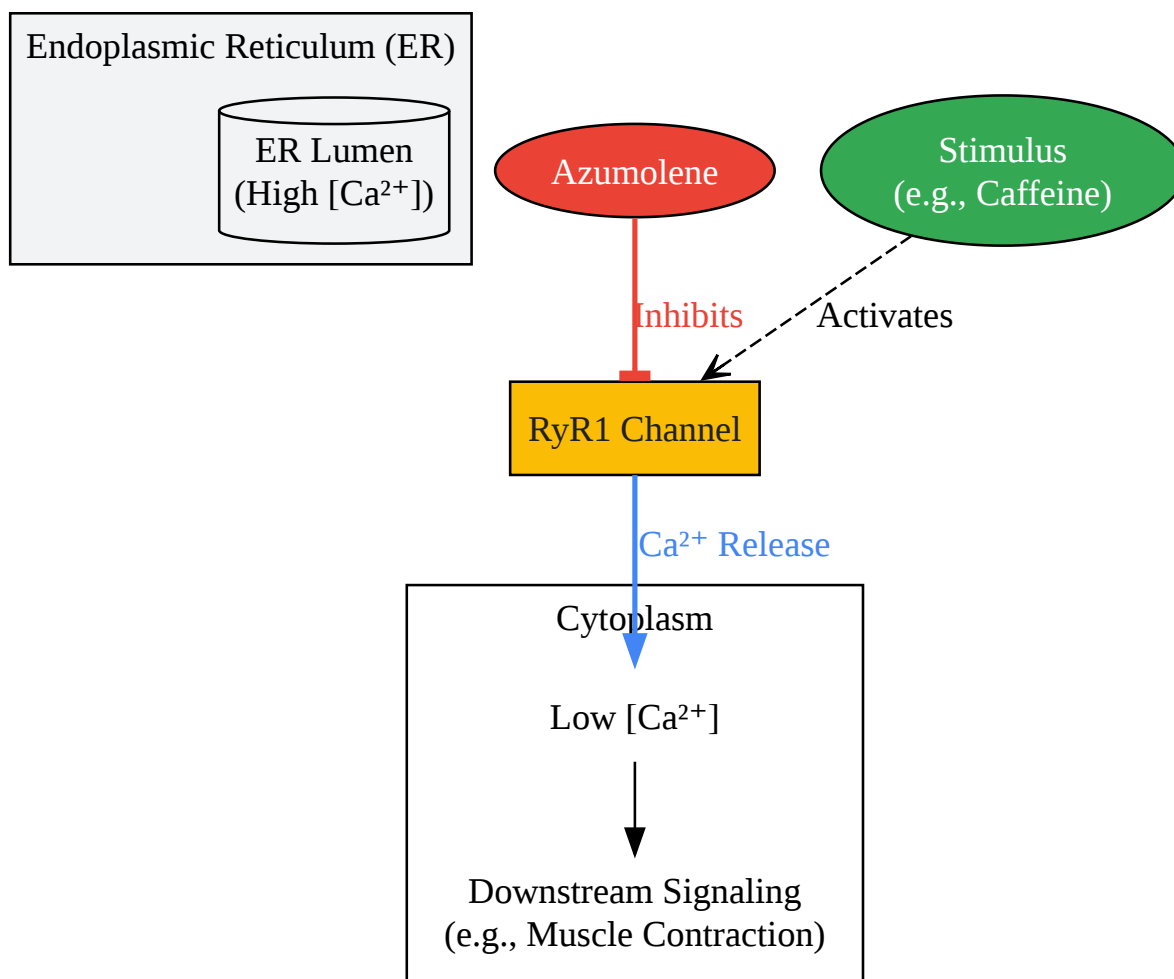 Endoplasmic Reticulum (ER)
ER Lumen
(High [Ca²⁺])
Azumolene
Stimulus
(e.g., Caffeine)
Inhibits
Activates
RyR1 Channel
Ca²⁺ Release
Cytoplasm
Low [Ca²⁺]
Downstream Signaling
(e.g., Muscle Contraction)